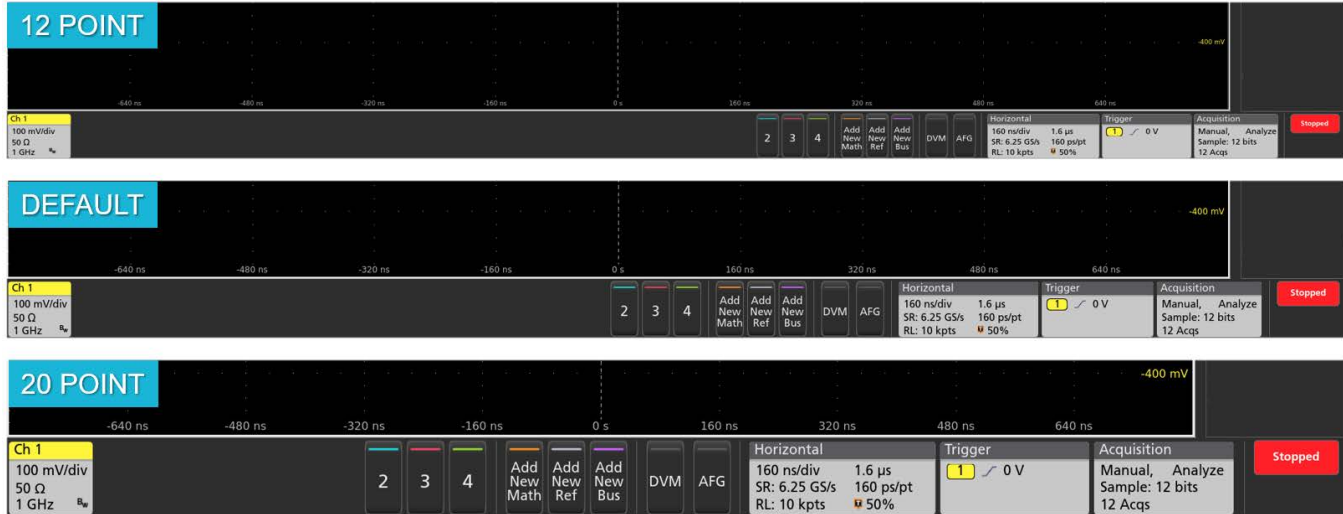 12 POINT
-400 mV
-640 ns -480 ns -320 ns -160 ns 0 s 160 ns 320 ns 480 ns 640 ns
Ch 1 Horizontal Trigger Acquisition
100 mV/div 2 3 4 Add New Math Add New Ref Add New Bus DVM AFG 160 ns/div 1.6 µs 1 0 V Manual, Analyze Stopped
50 Ω SR: 6.25 GS/s 160 ps/pt Sample: 12 bits
1 GHz Bw RL: 10 kpts T 50% 12 Acqs
DEFAULT
-400 mV
-640 ns -480 ns -320 ns -160 ns 0 s 160 ns 320 ns 480 ns 640 ns
Ch 1 Horizontal Trigger Acquisition
100 mV/div 2 3 4 Add New Math Add New Ref Add New Bus DVM AFG 160 ns/div 1.6 µs 1 0 V Manual, Analyze Stopped
50 Ω SR: 6.25 GS/s 160 ps/pt Sample: 12 bits
1 GHz Bw RL: 10 kpts T 50% 12 Acqs
20 POINT
-400 mV
-640 ns -480 ns -320 ns -160 ns 0 s 160 ns 320 ns 480 ns 640 ns
Ch 1 Horizontal Trigger Acquisition
100 mV/div 2 3 4 Add New Math Add New Ref Add New Bus DVM AFG 160 ns/div 1.6 µs 1 0 V Manual, Analyze Stopped
50 Ω SR: 6.25 GS/s 160 ps/pt Sample: 12 bits
1 GHz Bw RL: 10 kpts T 50% 12 Acqs